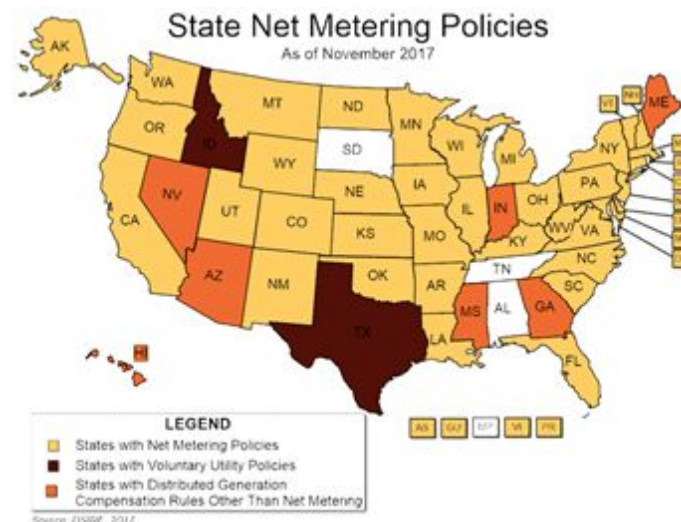 State Net Metering Policies
As of November 2017
AK
WA
MT
ND
MN
VT
NH
ME
OR
ID
SD
WI
MI
NY
WY
NV
NE
IA
PA
CA
UT
CO
IL
IN
OH
WV
VA
KS
MO
KY
AZ
NM
OK
AR
TN
NC
SC
TX
MS
AL
GA
LA
FL
HI
AS GU MP VI PR
LEGEND
States with Net Metering Policies
States with Voluntary Utility Policies
States with Distributed Generation
Compensation Rules Other Than Net Metering
Source: DSIRE, 2017